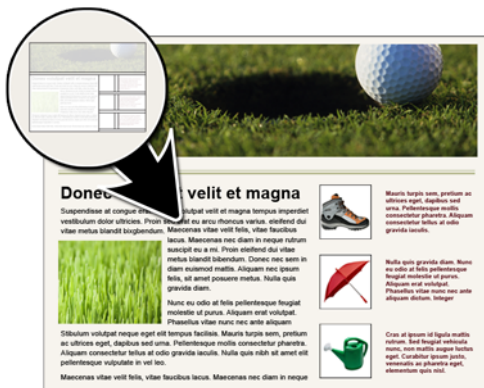 Donec velit et magna
Suspendisse at congue era volutpat velit et magna tempus imperdiet
vestibulum dolor ultricies. Proin sed erat eu arcu rhoncus varius. eleifend dui
vitae metus blandit bixgbendum. Maecenas vitae velit felis, vitae faucibus
lacus. Maecenas nec diam in neque rutrum
suscipit eu a mi. Proin eleifend dui vitae
metus blandit bibendum. Donec nec sem in
diam euismod mattis. Aliquam nec ipsum
felis, sit amet posuere metus. Nulla quis
gravida diam.
Nunc eu odio at felis pellentesque feugiat
molestie ut purus. Aliquam erat volutpat.
Phasellus vitae nunc nec ante aliquam
Stibulum volutpat neque eget elit tempus facilisis. Mauris turpis sem, pretium
ac ultrices eget, dapibus sed urna. Pellentesque mollis consectetur pharetra.
Aliquam consectetur tellus at odio gravida iaculis. Nulla quis nibh sit amet elit
pellentesque vulputate in vel leo.
Maecenas vitae velit felis, vitae faucibus lacus. Maecenas nec diam in neque
Mauris turpis sem, pretium ac
ultrices eget, dapibus sed
urna. Pellentesque mollis
consectetur pharetra. Aliquam
consectetur tellus at odio
gravida iaculis.
Nulla quis gravida diam. Nunc
eu odio at felis pellentesque
feugiat molestie ut purus.
Aliquam erat volutpat.
Phasellus vitae nunc nec ante
aliquam dictum. Integer
Cras at ipsum id ligula mattis
rutrum. Sed feugiat vehicula
nunc, non mattis augue luctus
eget. Curabitur ipsum justo,
venenatis ac pharetra eget,
elementum quis nisl.